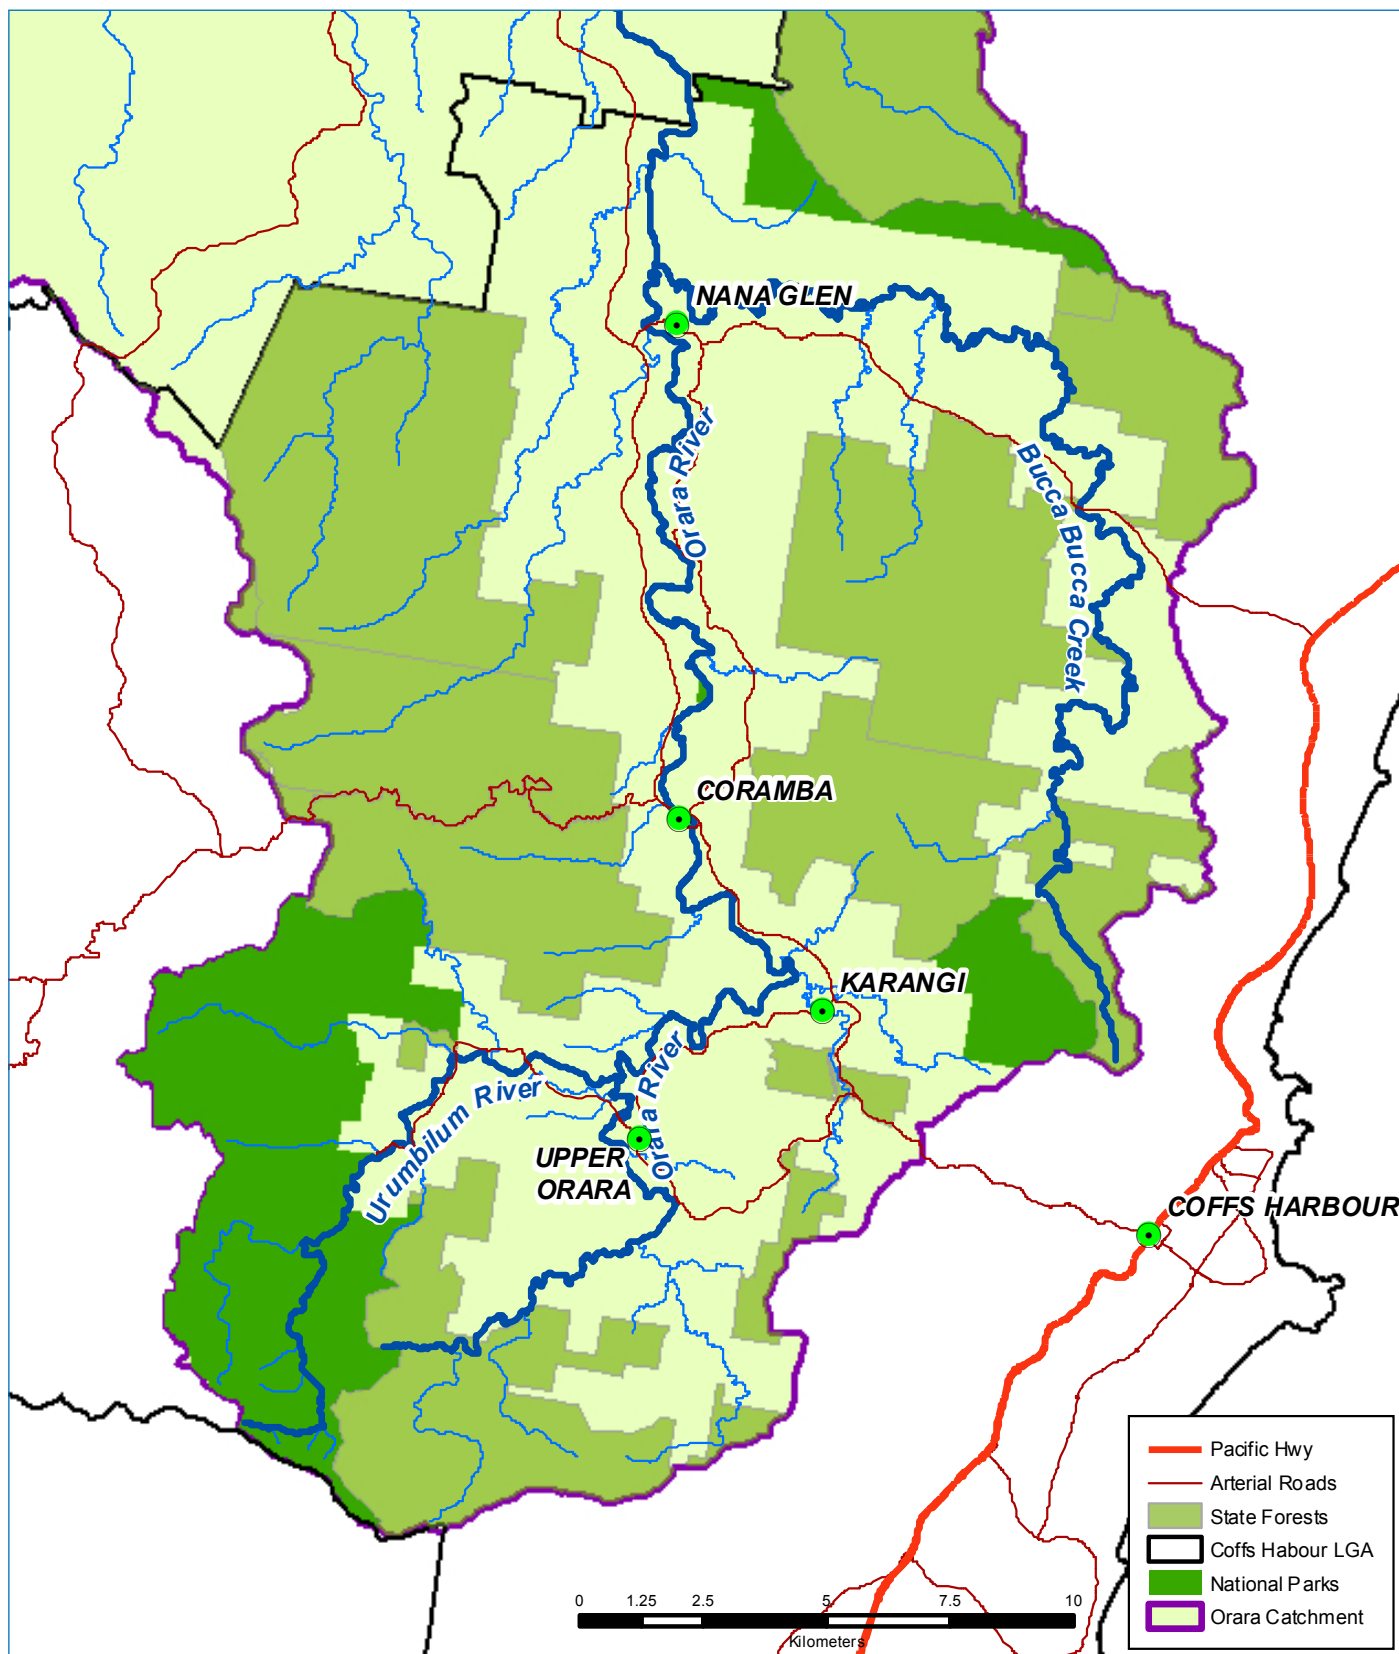 NANA GLEN
Orara River
Bucca Bucca Creek
CORAMBA
KARANGI
Orara River
Urumbilum River
UPPER
ORARA
COFFS HARBOUR
Pacific Hwy
Arterial Roads
State Forests
Coffs Habour LGA
National Parks
Orara Catchment
0 1.25 2.5 5 7.5 10
Kilometers